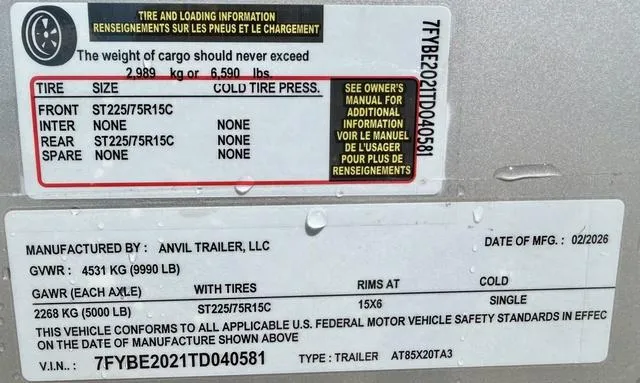 TIRE AND LOADING INFORMATION
RENSEIGNEMENTS SUR LES PNEUS ET LE CHARGEMENT
The weight of cargo should never exceed
2,989 kg or 6,590 lbs.
TIRE SIZE COLD TIRE PRESS.
FRONT ST225/75R15C
INTER NONE NONE
REAR ST225/75R15C NONE
SPARE NONE NONE
SEE OWNER'S
MANUAL FOR
ADDITIONAL
INFORMATION
VOIR LE MANUEL
DE L'USAGER
POUR PLUS DE
RENSEIGNEMENTS
7FYBE2021TD040581
MANUFACTURED BY: ANVIL TRAILER, LLC DATE OF MFG.: 02/2026
GVWR: 4531 KG (9990 LB)
GAWR (EACH AXLE) WITH TIRES RIMS AT COLD
2268 KG (5000 LB) ST225/75R15C 15X6 SINGLE
THIS VEHICLE CONFORMS TO ALL APPLICABLE U.S. FEDERAL MOTOR VEHICLE SAFETY STANDARDS IN EFFEC
ON THE DATE OF MANUFACTURE SHOWN ABOVE
V.I.N.: 7FYBE2021TD040581 TYPE: TRAILER AT85X20TA3